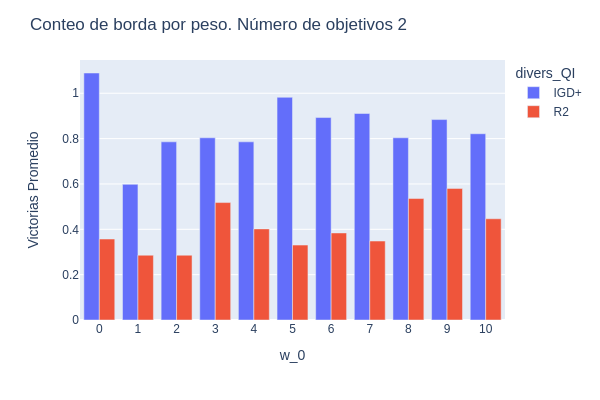 Conteo de borda por peso. Número de objetivos 2
divers_QI
IGD+
R2
Victorias Promedio
1
0.8
0.6
0.4
0.2
0
0 1 2 3 4 5 6 7 8 9 10
w_0